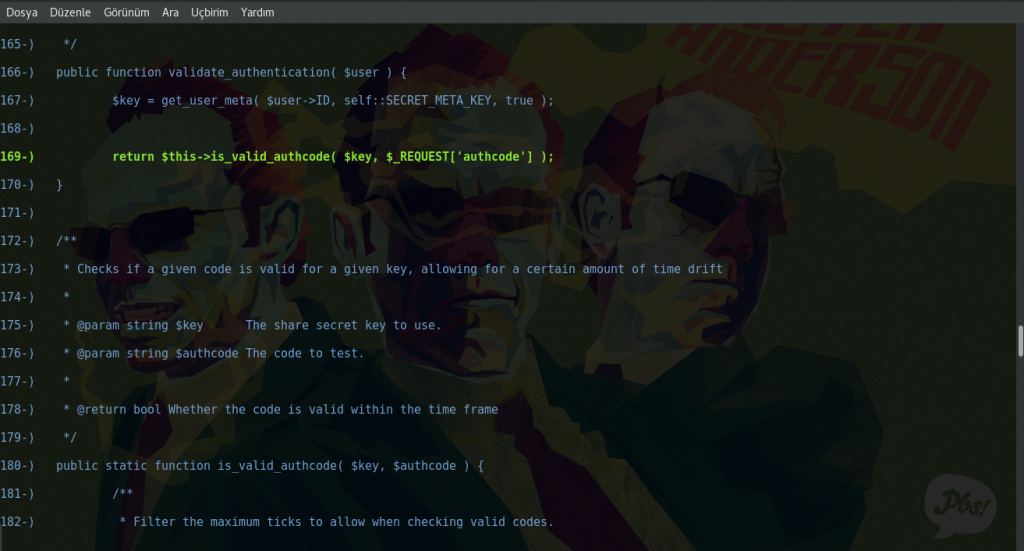 Dosya Düzenle Görünüm Ara Uçbirim Yardım
165-) */
166-) public function validate_authentication( $user ) {
167-) $key = get_user_meta( $user->ID, self::SECRET_META_KEY, true );
168-)
169-) return $this->is_valid_authcode( $key, $_REQUEST['authcode'] );
170-) }
171-)
172-) /**
173-) * Checks if a given code is valid for a given key, allowing for a certain amount of time drift
174-) *
175-) * @param string $key The share secret key to use.
176-) * @param string $authcode The code to test.
177-) *
178-) * @return bool Whether the code is valid within the time frame
179-) */
180-) public static function is_valid_authcode( $key, $authcode ) {
181-) /**
182-) * Filter the maximum ticks to allow when checking valid codes.
ANDERSON
Pbs!